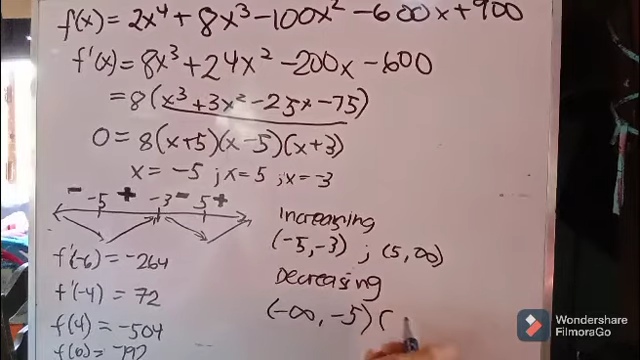 f(x) = 2x⁴ + 8x³ - 100x² - 600x + 900
f'(x) = 8x³ + 24x² - 200x - 600
= 8(x³ + 3x² - 25x - 75)
0 = 8(x+5)(x-5)(x+3)
x = -5 ; x = 5 ; x = -3
- -5 + -3 - 5 +
f'(-6) = -264
f'(-4) = 72
f(4) = -504
f(6) = 792
Increasing
(-5, -3) ; (5, ∞)
Decreasing
(-∞, -5) (
Wondershare
FilmoraGo